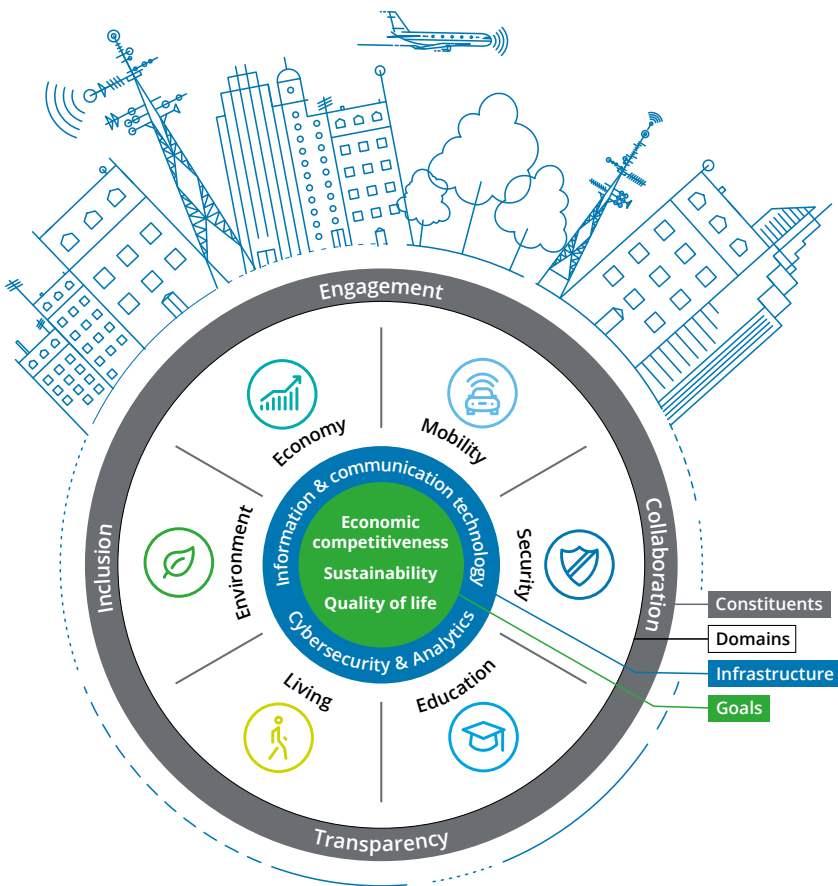 Engagement
Economy
Mobility
Information & communication technology
Inclusion
Environment
Economic
competitiveness
Sustainability
Quality of life
Security
Collaboration
Cybersecurity & Analytics
Living
Education
Transparency
Constituents
Domains
Infrastructure
Goals